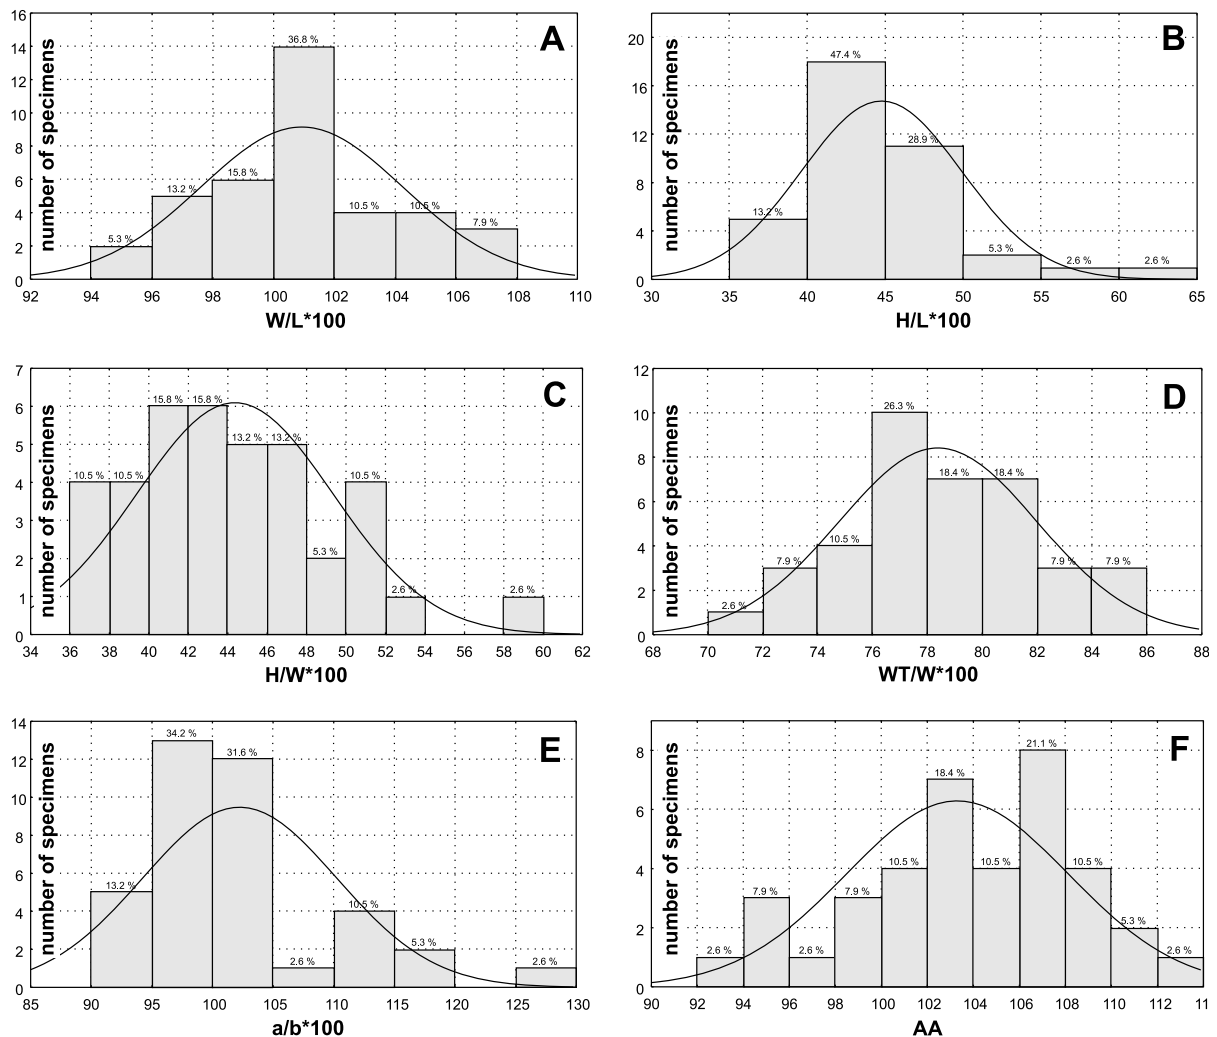 A
number of specimens
16
14
12
10
8
6
4
2
0
36.8 %
15.8 %
13.2 %
10.5 % 10.5 %
7.9 %
5.3 %
92 94 96 98 100 102 104 106 108 110
W/L*100
B
number of specimens
20
16
12
8
4
0
47.4 %
28.9 %
13.2 %
5.3 %
2.6 % 2.6 %
30 35 40 45 50 55 60 65
H/L*100
C
number of specimens
7
6
5
4
3
2
1
0
15.8 % 15.8 %
13.2 % 13.2 %
10.5 % 10.5 % 10.5 %
5.3 %
2.6 % 2.6 %
34 36 38 40 42 44 46 48 50 52 54 56 58 60 62
H/W*100
D
number of specimens
12
10
8
6
4
2
0
26.3 %
18.4 % 18.4 %
10.5 %
7.9 % 7.9 % 7.9 %
2.6 %
68 70 72 74 76 78 80 82 84 86 88
WT/W*100
E
number of specimens
14
12
10
8
6
4
2
0
34.2 %
31.6 %
13.2 %
10.5 %
5.3 %
2.6 % 2.6 %
85 90 95 100 105 110 115 120 125 130
a/b*100
F
number of specimens
8
6
4
2
0
21.1 %
18.4 %
10.5 % 10.5 % 10.5 %
7.9 % 7.9 %
5.3 %
2.6 % 2.6 % 2.6 %
90 92 94 96 98 100 102 104 106 108 110 112 11
AA